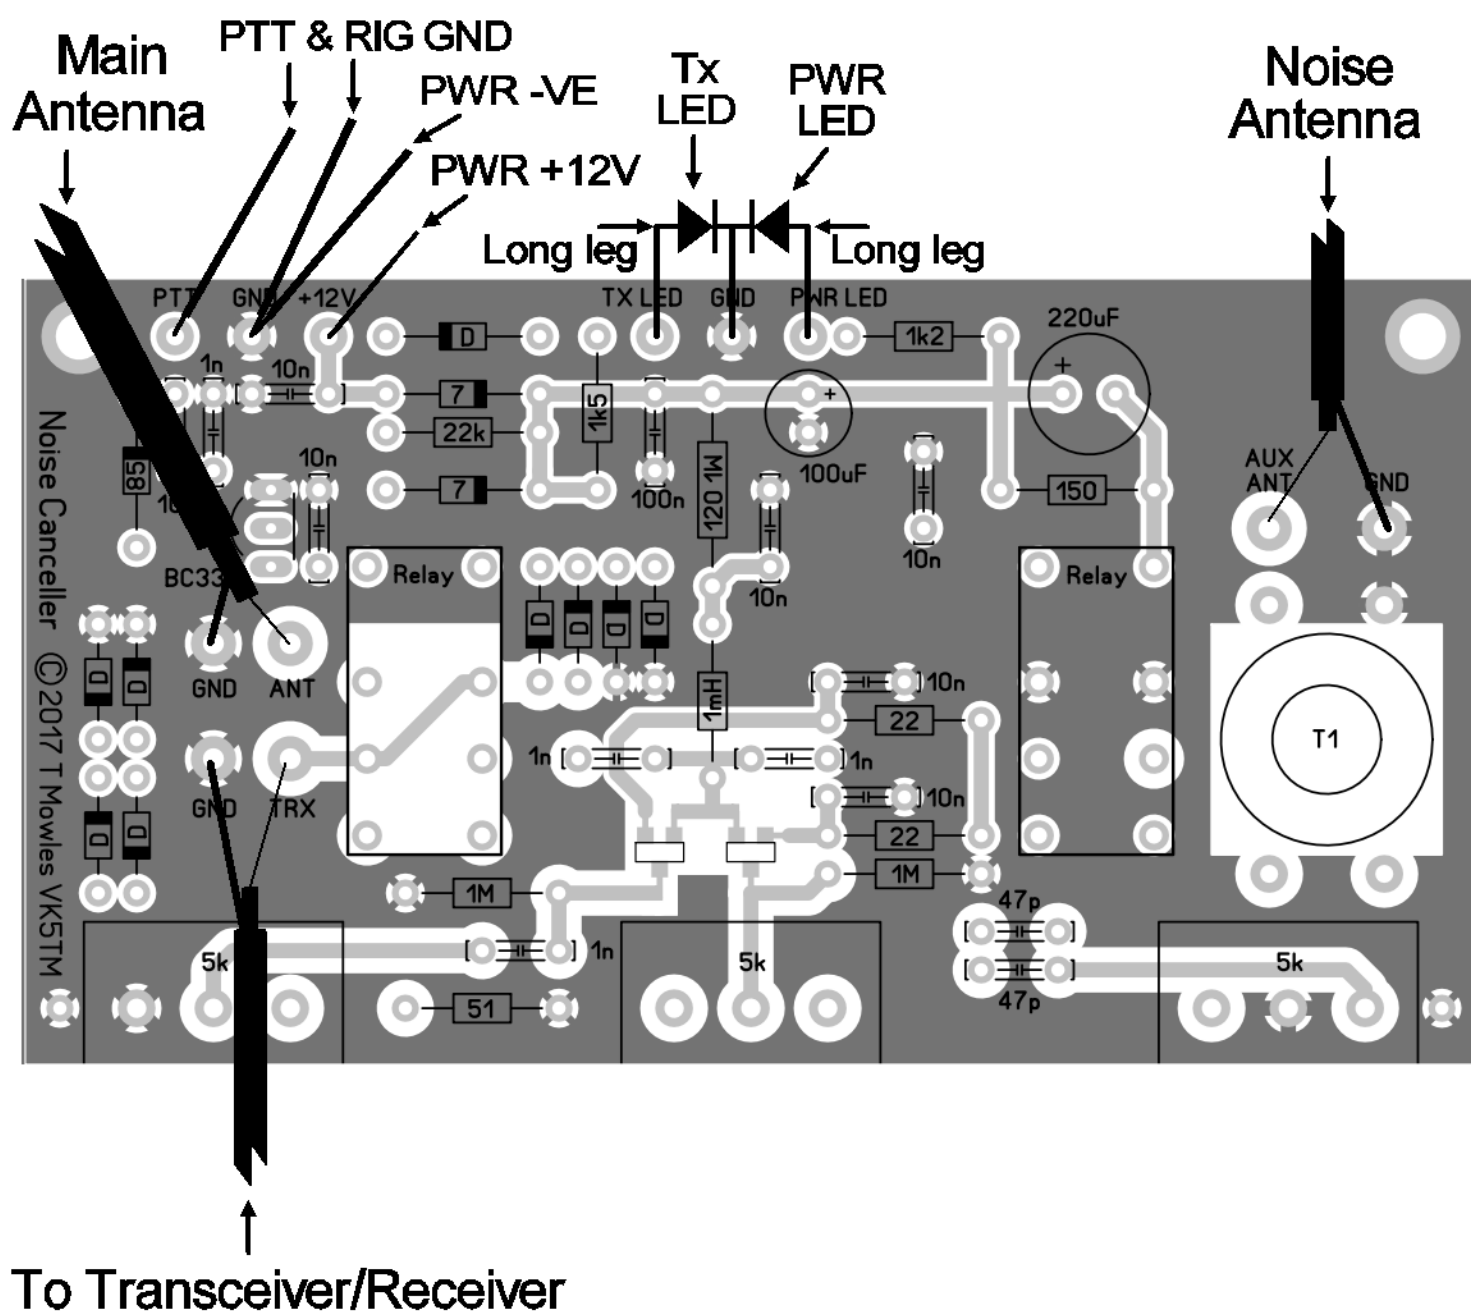 Main
Antenna
PTT & RIG GND
PWR -VE
PWR +12V
Tx
LED
PWR
LED
Noise
Antenna
Long leg
Long leg
PTT
GND
+12V
TX LED
GND
PWR LED
220uF
+
1n
10n
D
1k2
7
22k
1k5
+
100uF
85
10n
7
100n
120 1W
150
10n
AUX
ANT
GND
BC33
Relay
10n
Relay
D
D
D
D
D
D
GND
ANT
1mH
10n
22
1n
1n
T1
GND
TRX
10n
22
D
D
1M
1M
47p
5k
1n
5k
5k
51
47p
Noise Canceller ©2017 T Mowles VK5TM
To Transceiver/Receiver